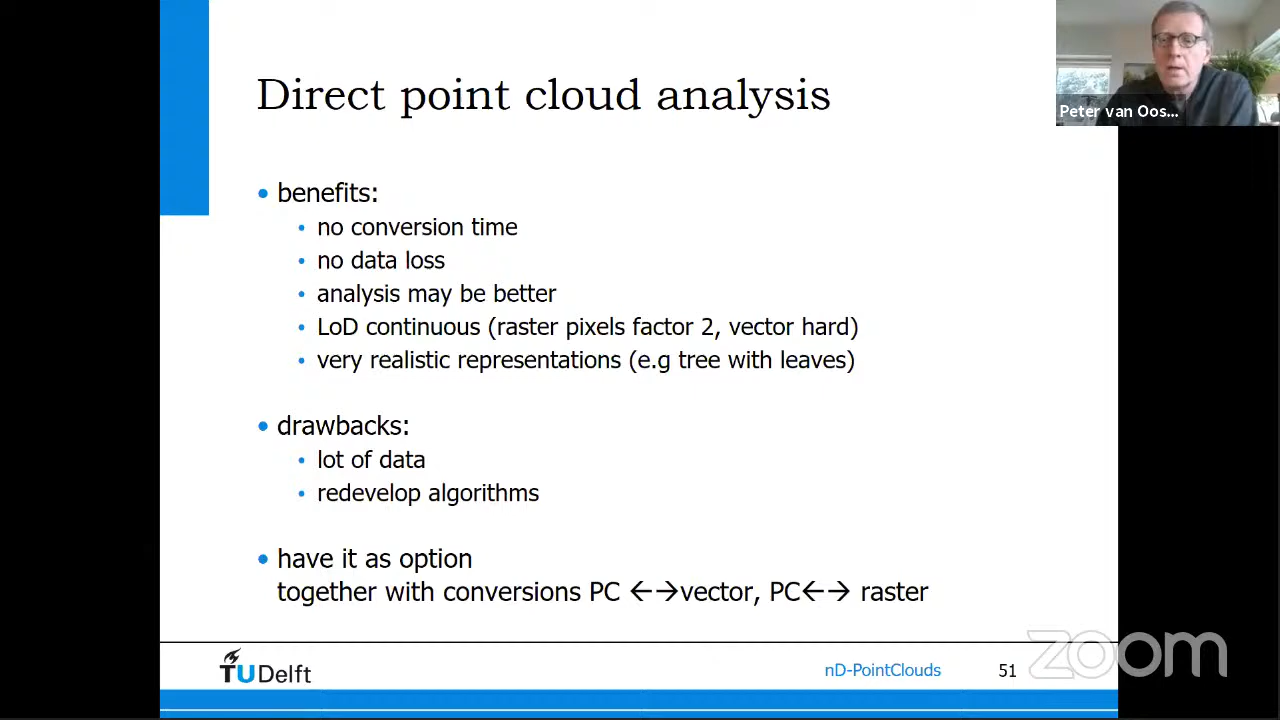 Direct point cloud analysis
Peter van Oos...
• benefits:
• no conversion time
• no data loss
• analysis may be better
• LoD continuous (raster pixels factor 2, vector hard)
• very realistic representations (e.g tree with leaves)
• drawbacks:
• lot of data
• redevelop algorithms
• have it as option
together with conversions PC ←→vector, PC←→ raster
TU Delft
nD-PointClouds
51
zoom